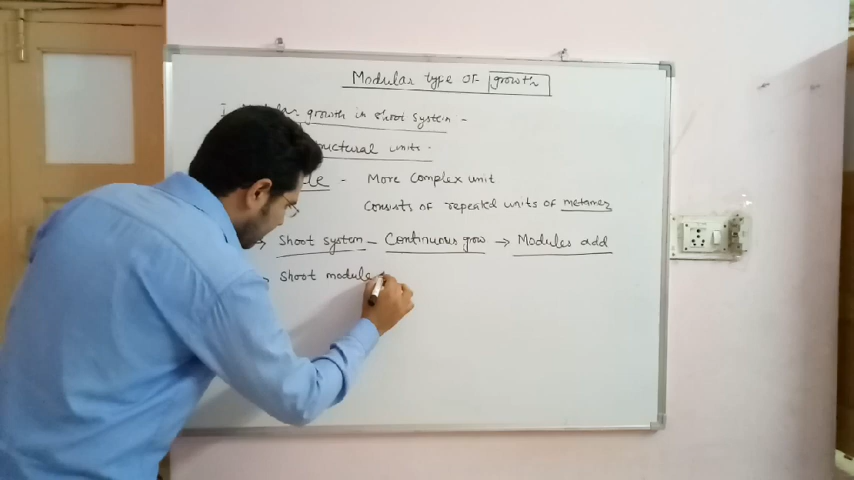 Modular type of growth
growth in shoot system -
units.
- More complex unit
Consists of repeated units of metamer
→ Shoot system - Continuous grow → Modules add
Shoot module